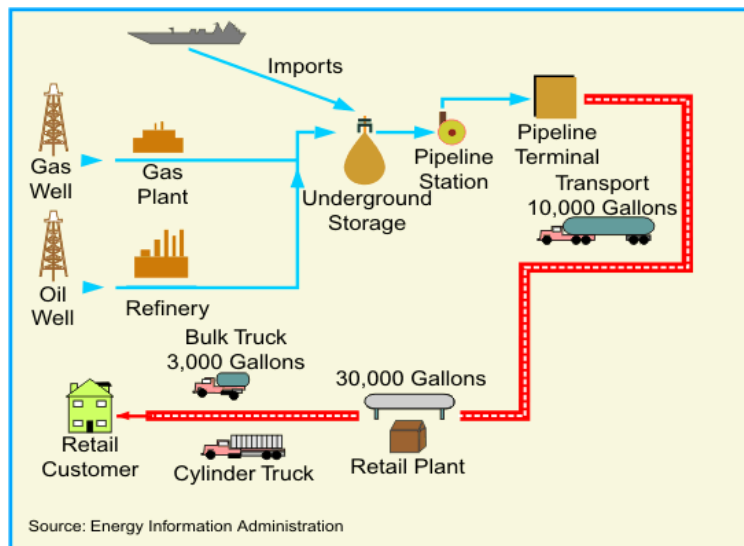 Imports
Gas
Well
Gas
Plant
Underground
Storage
Pipeline
Station
Pipeline
Terminal
Transport
10,000 Gallons
Oil
Well
Refinery
Bulk Truck
3,000 Gallons
30,000 Gallons
Retail
Customer
Cylinder Truck
Retail Plant
Source: Energy Information Administration